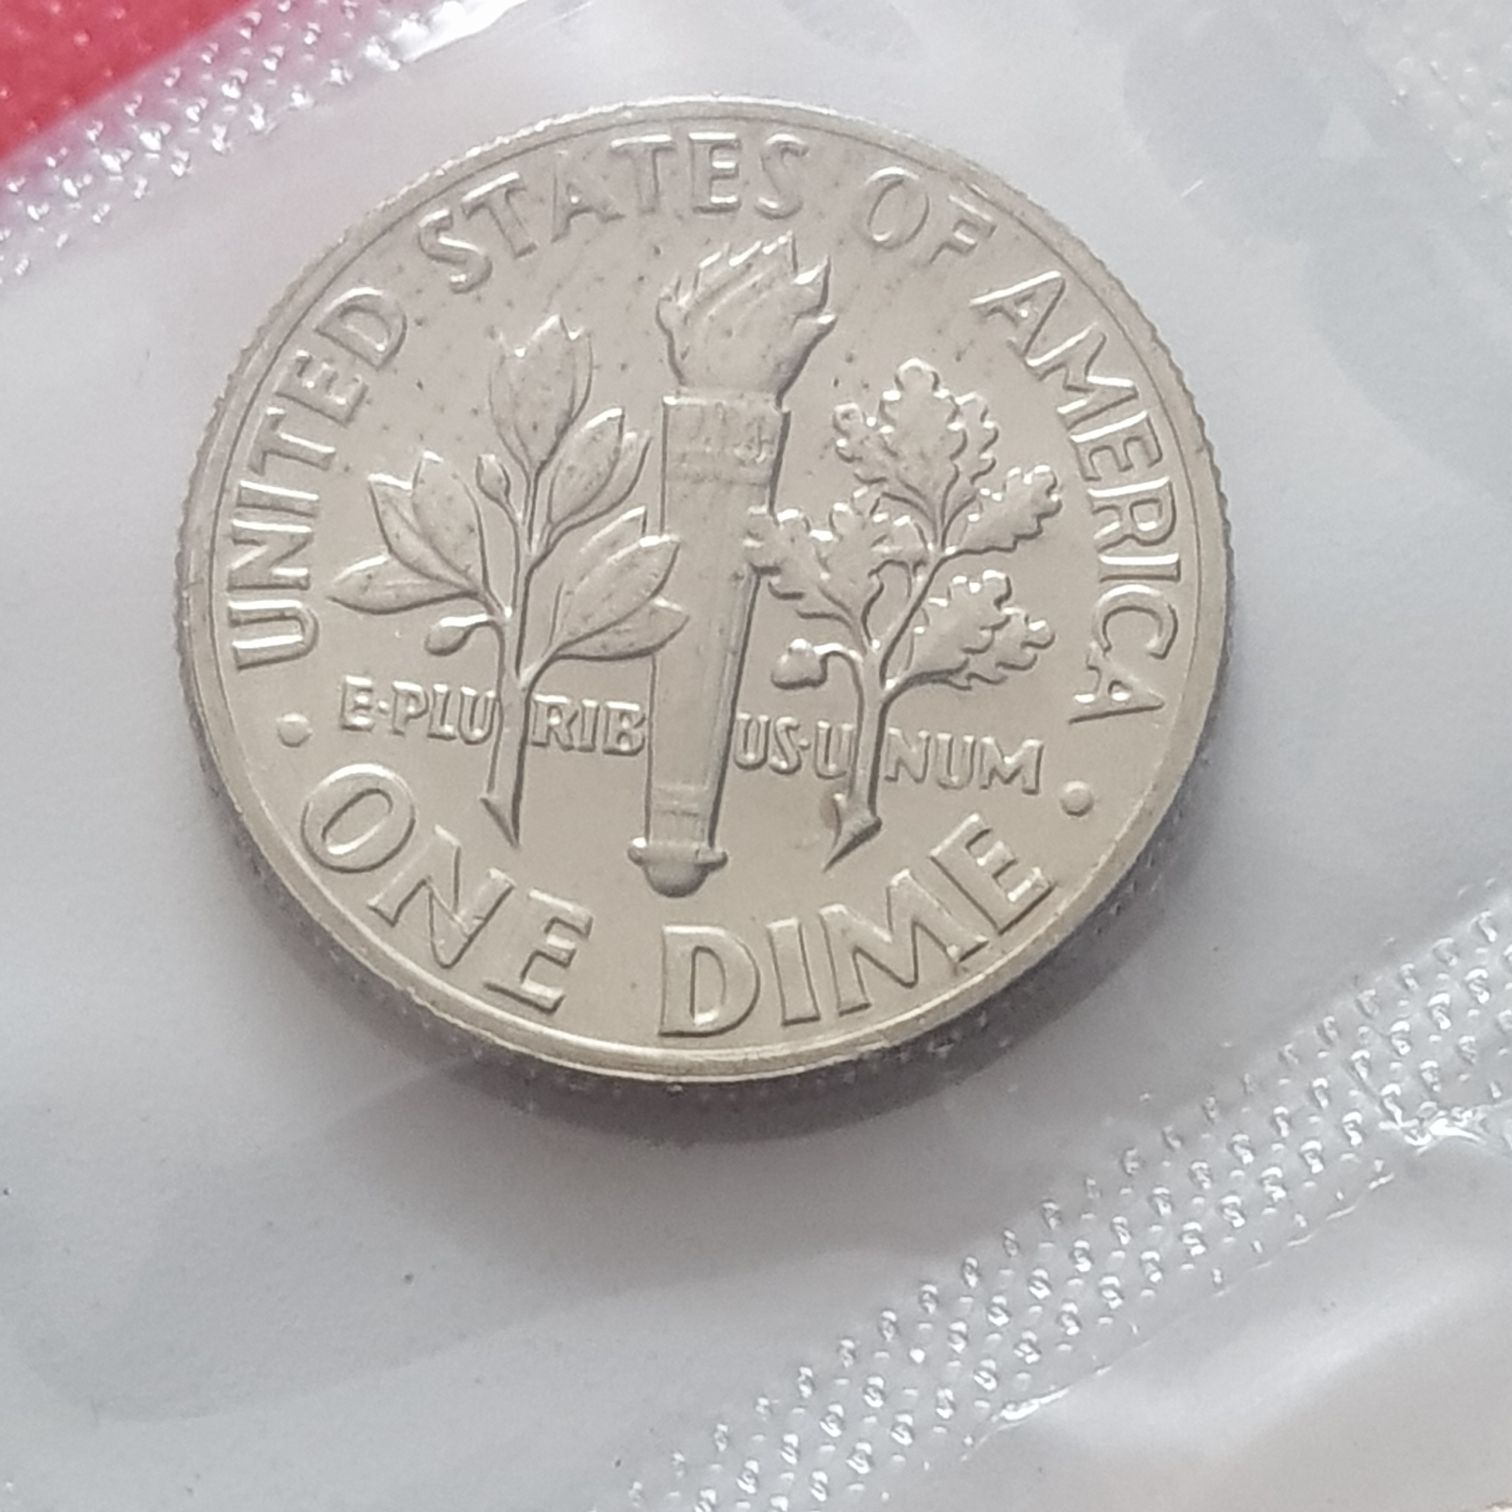 UNITED STATES OF AMERICA
E·PLURIBUS·UNUM
• ONE DIME •